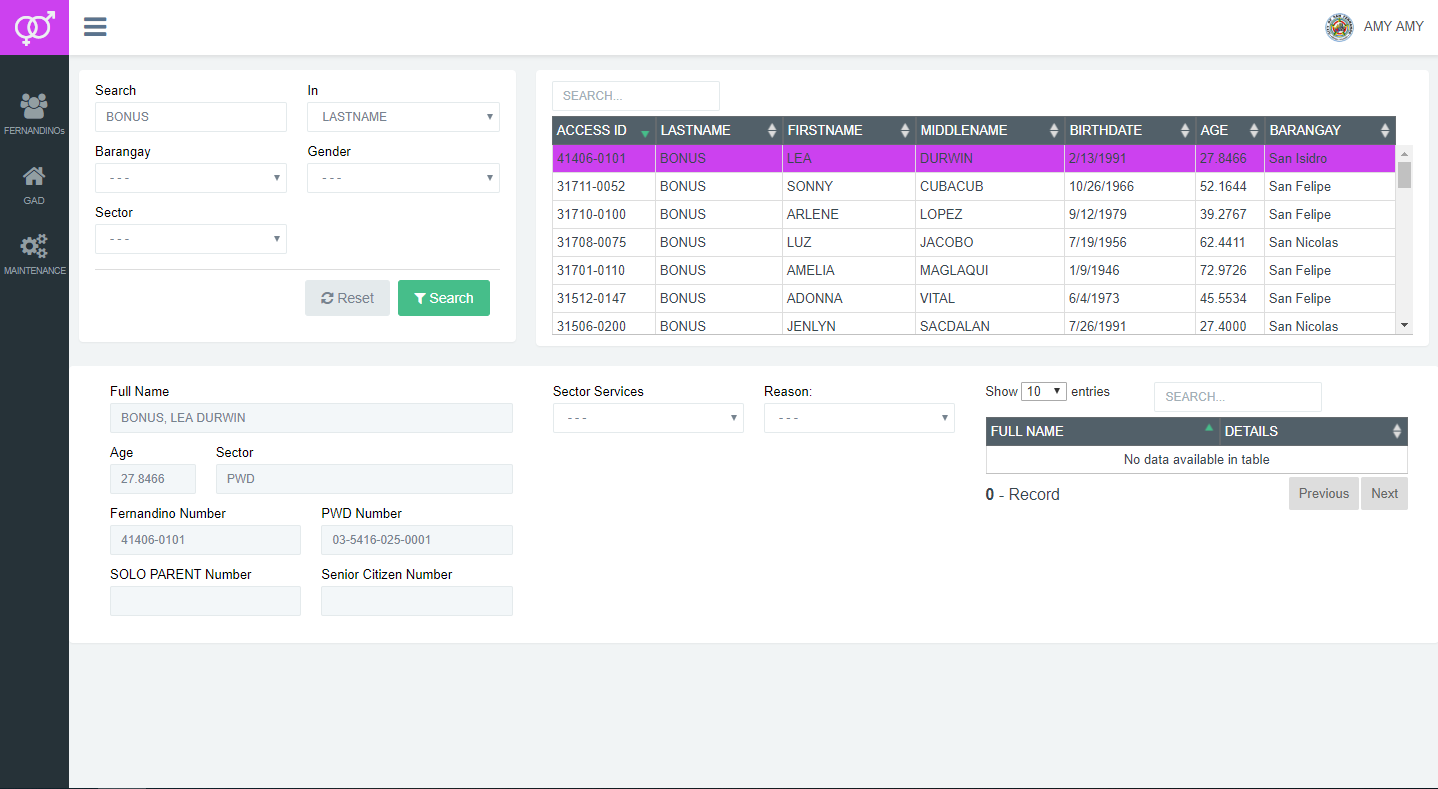 AMY AMY
FERNANDINOs
GAD
MAINTENANCE
Search In
BONUS LASTNAME
Barangay Gender
- - - - - -
Sector
- - -
Reset Search
SEARCH...
ACCESS ID LASTNAME FIRSTNAME MIDDLENAME BIRTHDATE AGE BARANGAY
41406-0101 BONUS LEA DURWIN 2/13/1991 27.8466 San Isidro
31711-0052 BONUS SONNY CUBACUB 10/26/1966 52.1644 San Felipe
31710-0100 BONUS ARLENE LOPEZ 9/12/1979 39.2767 San Felipe
31708-0075 BONUS LUZ JACOBO 7/19/1956 62.4411 San Nicolas
31701-0110 BONUS AMELIA MAGLAQUI 1/9/1946 72.9726 San Felipe
31512-0147 BONUS ADONNA VITAL 6/4/1973 45.5534 San Felipe
31506-0200 BONUS JENLYN SACDALAN 7/26/1991 27.4000 San Nicolas
Full Name
BONUS, LEA DURWIN
Age Sector
27.8466 PWD
Fernandino Number PWD Number
41406-0101 03-5416-025-0001
SOLO PARENT Number Senior Citizen Number
Sector Services Reason:
- - - - - -
Show 10 entries SEARCH...
FULL NAME DETAILS
No data available in table
0 - Record Previous Next